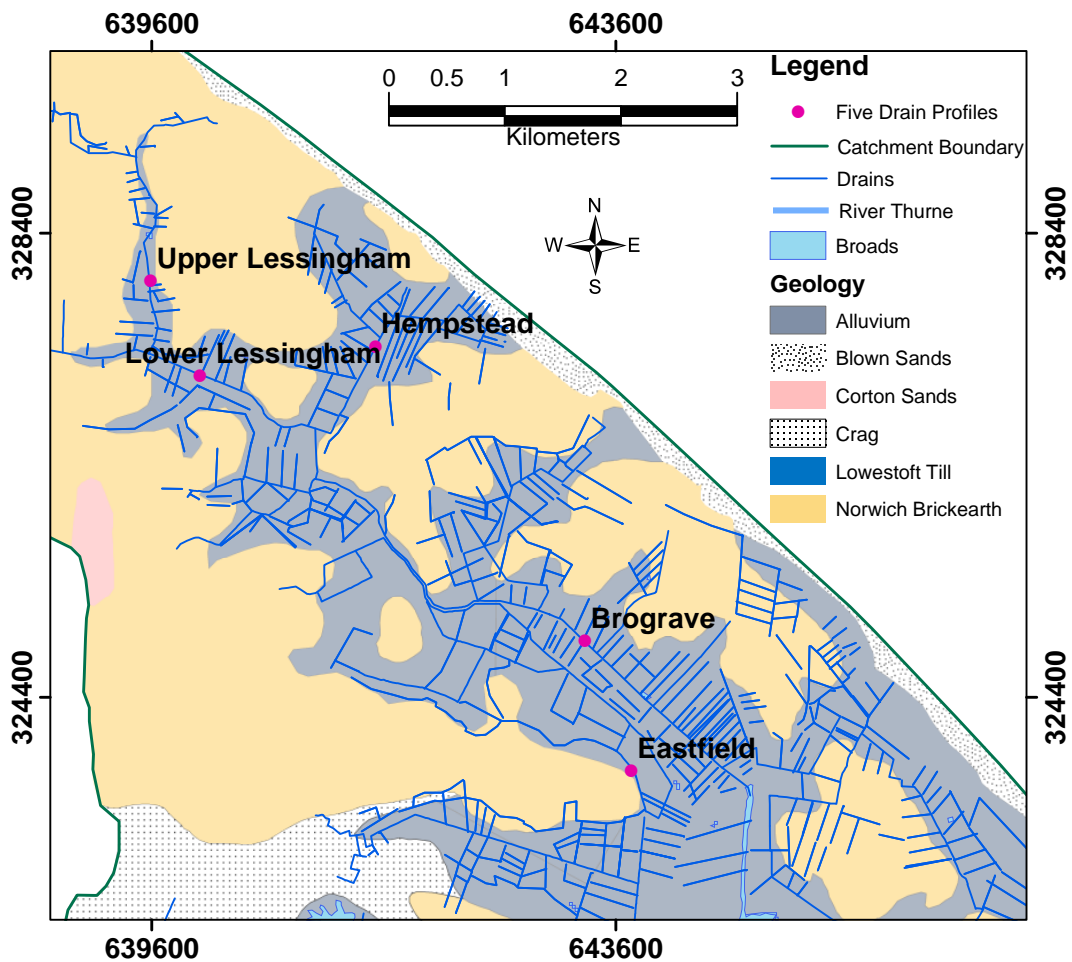 639600
643600
0
0.5
1
2
3
Kilometers
Legend
Five Drain Profiles
Catchment Boundary
Drains
River Thurne
Broads
Geology
Alluvium
Blown Sands
Corton Sands
Crag
Lowestoft Till
Norwich Brickearth
N
W
E
S
328400
328400
Upper Lessingham
Hempstead
Lower Lessingham
Brograve
324400
324400
Eastfield
639600
643600